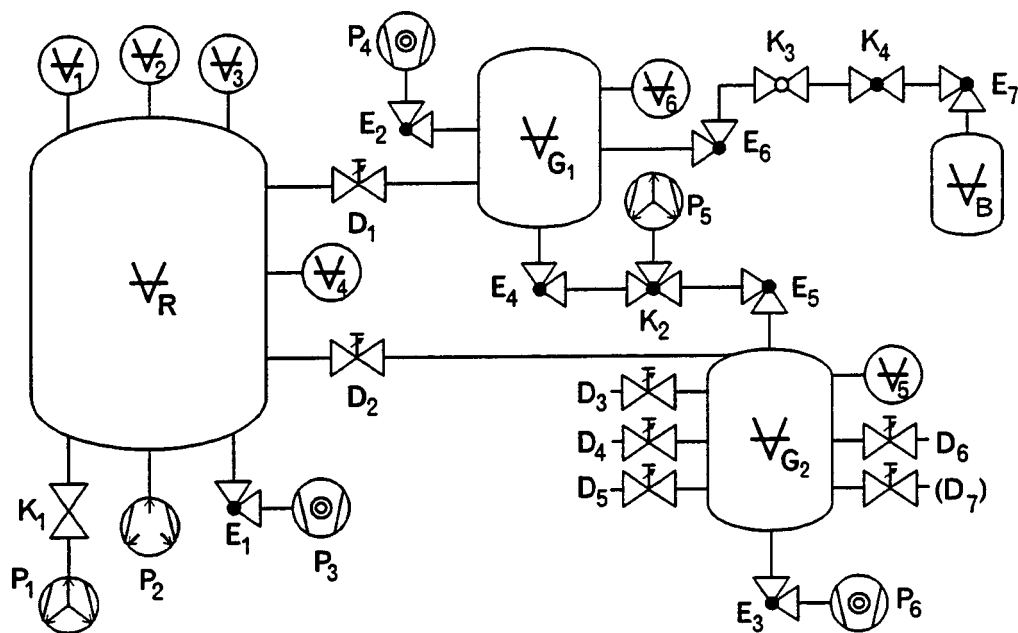 V1 V2 V3
P4
K3 K4
E7
V6
E2
VG1
E6
VB
D1
P5
V4
VR
E4
K2
E5
D2
V5
D3
D4
VG2
D6
D5
(D7)
K1
E1
P3
P1
P2
E3
P6